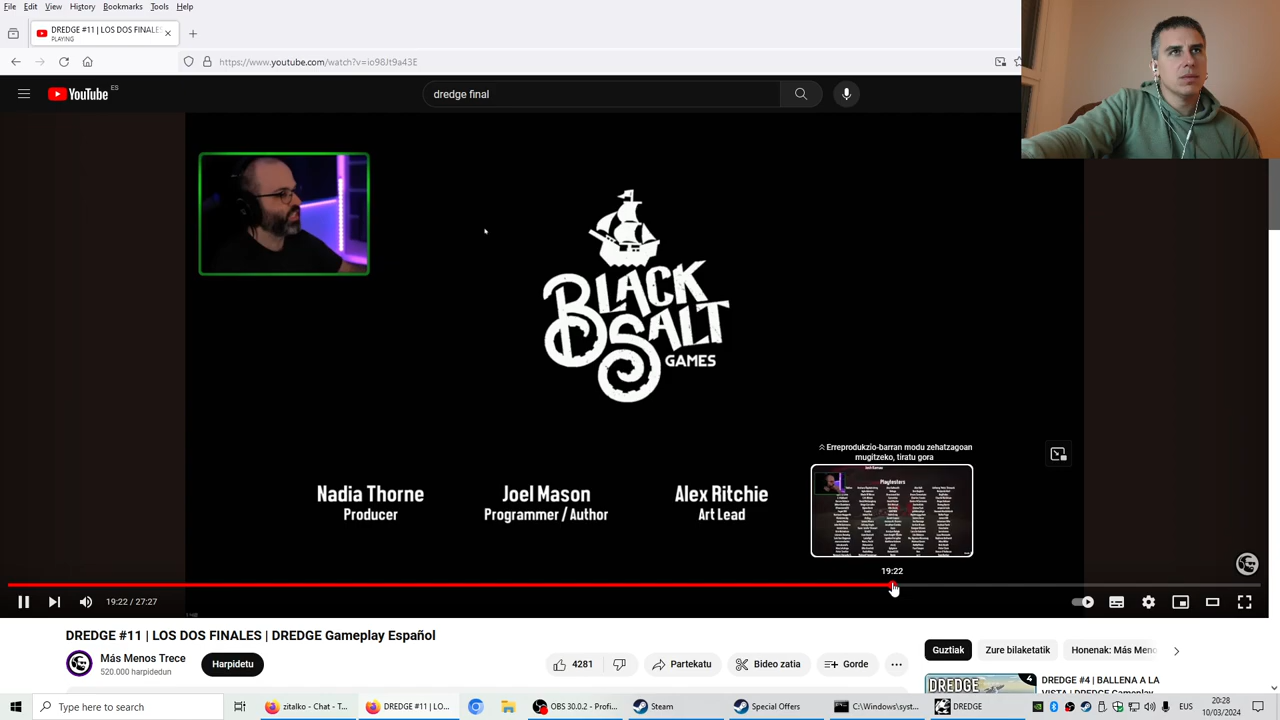 File Edit View History Bookmarks Tools Help
DREDGE #11 | LOS DOS FINALE
PLAYING
https://www.youtube.com/watch?v=io98Jt9a43E
YouTube ES
dredge final
BLACK
SALT
GAMES
Nadia Thorne Joel Mason Alex Ritchie
Producer Programmer / Author Art Lead
Erreprodukzio-barran modu zehatzagoan
mugitzeko, tiratu gora
Playtesters
19:22
19:22 / 27:27
DREDGE #11 | LOS DOS FINALES | DREDGE Gameplay Español
Más Menos Trece
520.000 harpidedun
Harpidetu
4281
Partekatu
Bideo zatia
Gorde
Guztiak Zure bilaketatik Honenak: Más Meno
DREDGE
4
DREDGE #4 | BALLENA A LA
VISTA | DREDGE Gameplay
Type here to search
zitalko - Chat - T...
DREDGE #11 | LO...
OBS 30.0.2 - Profi...
Steam
Special Offers
C:\Windows\syst...
DREDGE
EUS
20:28
10/03/2024